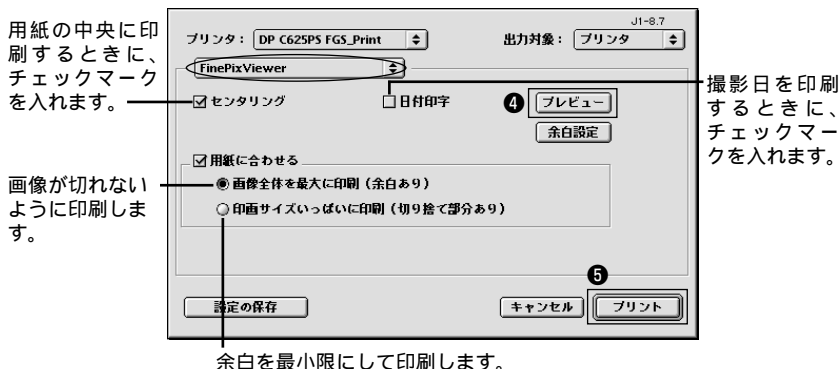 用紙の中央に印
刷するときに、
チェックマーク
を入れます。
J1-8.7
プリンタ： DP C625PS FGS_Print
出力対象： プリンタ
FinePixViewer
センタリング
日付印字
❹ プレビュー
余白設定
撮影日を印刷
するときに、
チェックマー
クを入れます。
用紙に合わせる
画像全体を最大に印刷（余白あり）
印画サイズいっぱいに印刷（切り捨て部分あり）
画像が切れない
ように印刷しま
す。
❺
設定の保存
キャンセル
プリント
余白を最小限にして印刷します。